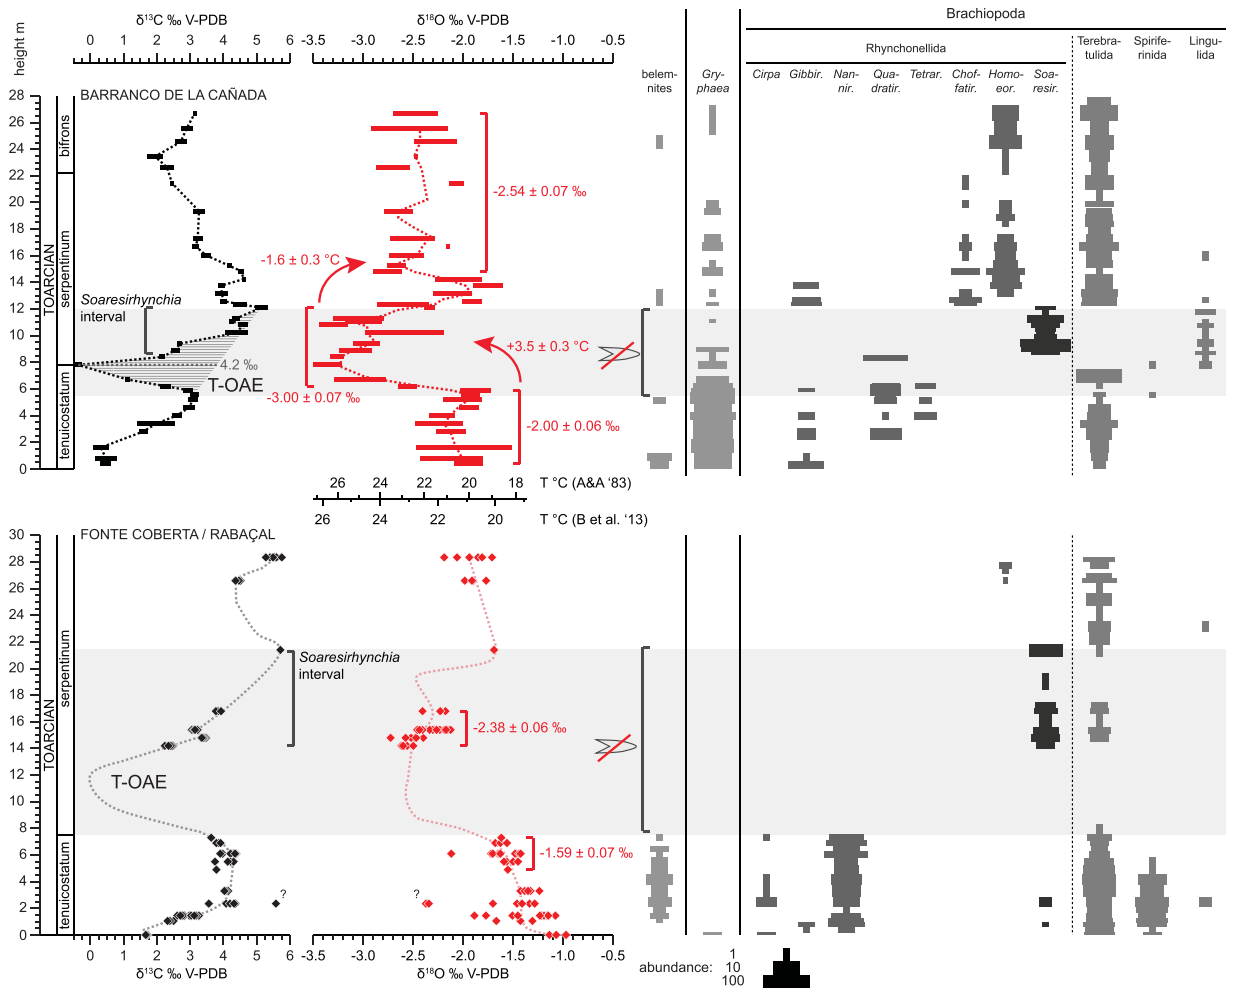 δ¹³C ‰ V-PDB
δ¹⁸O ‰ V-PDB
Brachiopoda
height m
0 1 2 3 4 5 6
-3.5 -3.0 -2.5 -2.0 -1.5 -1.0 -0.5
Rhynchonellida
Terebra-
tulida
Spirife-
rinida
Lingu-
lida
belem-
nites
Gry-
phaea
Cirpa
Gibbir.
Nan-
nir.
Qua-
dratir.
Tetrar.
Chof-
fatir.
Homo-
eor.
Soa-
resir.
BARRANCO DE LA CAÑADA
28
26
24
22
20
18
16
14
12
10
8
6
4
2
0
TOARCIAN
bifrons
serpentinum
tenuicostatum
-2.54 ± 0.07 ‰
-1.6 ± 0.3 °C
Soaresirhynchia
interval
+3.5 ± 0.3 °C
4.2 ‰
T-OAE
-3.00 ± 0.07 ‰
-2.00 ± 0.06 ‰
26 24 22 20 18
T °C (A&A ‘83)
26 24 22 20
T °C (B et al. ‘13)
FONTE COBERTA / RABAÇAL
30
28
26
24
22
20
18
16
14
12
10
8
6
4
2
0
TOARCIAN
serpentinum
tenuicostatum
Soaresirhynchia
interval
-2.38 ± 0.06 ‰
T-OAE
-1.59 ± 0.07 ‰
?
?
0 1 2 3 4 5 6
-3.5 -3.0 -2.5 -2.0 -1.5 -1.0 -0.5
δ¹³C ‰ V-PDB
δ¹⁸O ‰ V-PDB
abundance:
1
10
100